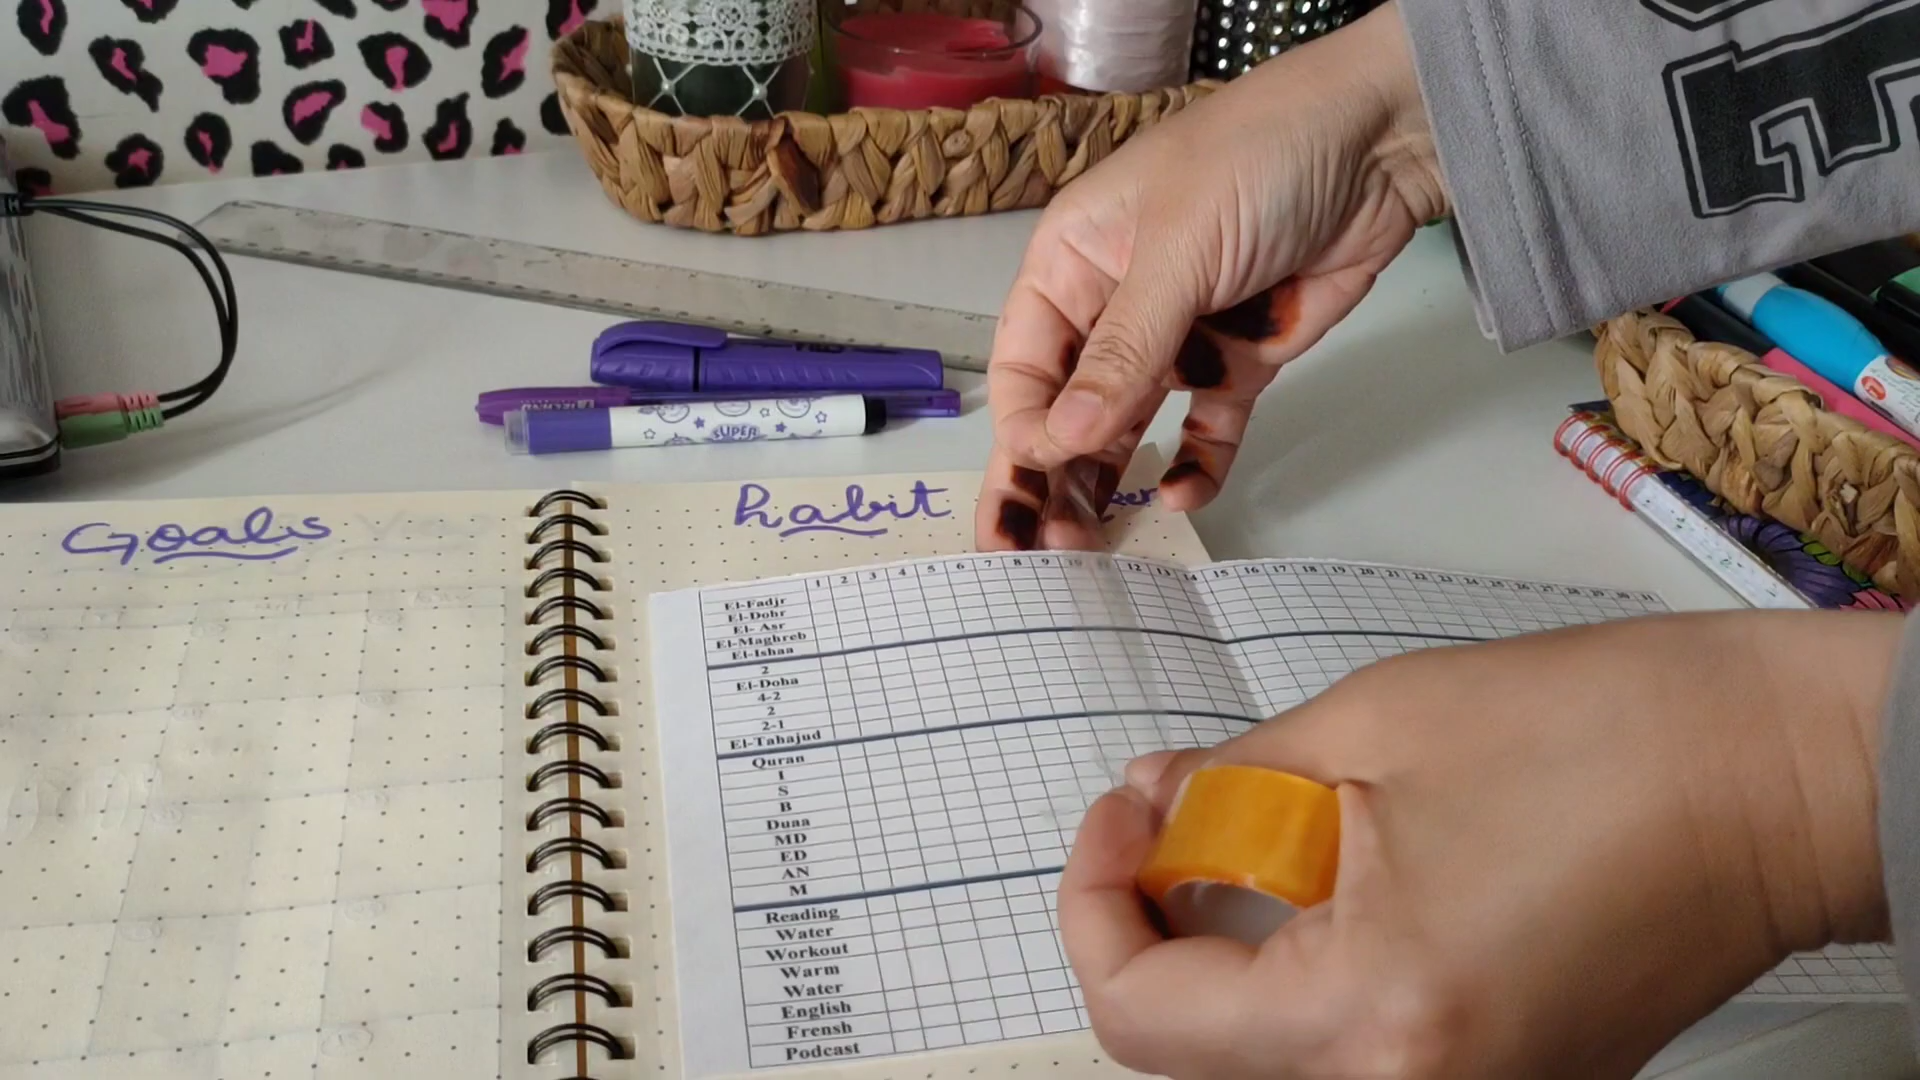 SUPER
Goals
habit
1 2 3 4 5 6 7 8 9 10 11 12 13 14 15 16 17 18 19 20 21 22 23 24 25 26 27 28 29 30 31
El-Fadjr
El-Dohr
El- Asr
El-Maghreb
El-Ishaa
2
El-Doha
4-2
2
2-1
El-Tahajud
Quran
I
S
B
Duaa
MD
ED
AN
M
Reading
Water
Workout
Warm
Water
English
Frensh
Podcast